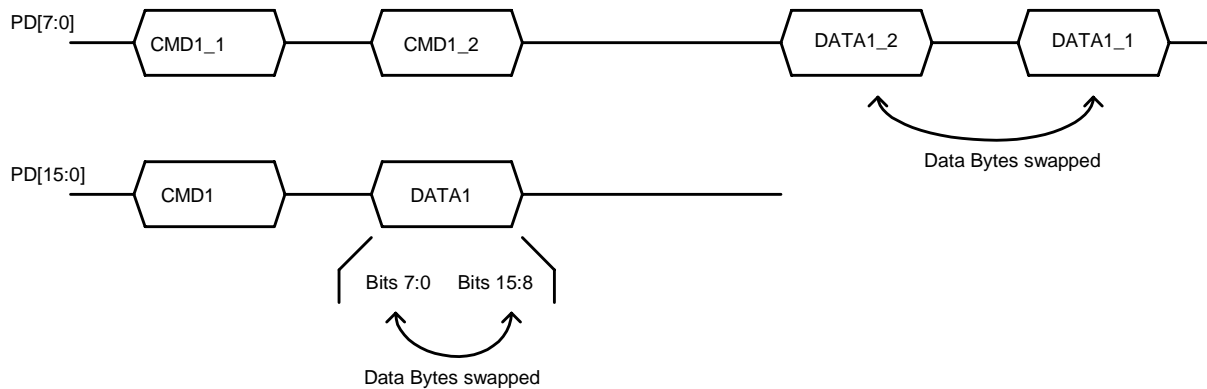 PD[7:0]
CMD1_1
CMD1_2
DATA1_2
DATA1_1
Data Bytes swapped
PD[15:0]
CMD1
DATA1
Bits 7:0 Bits 15:8
Data Bytes swapped